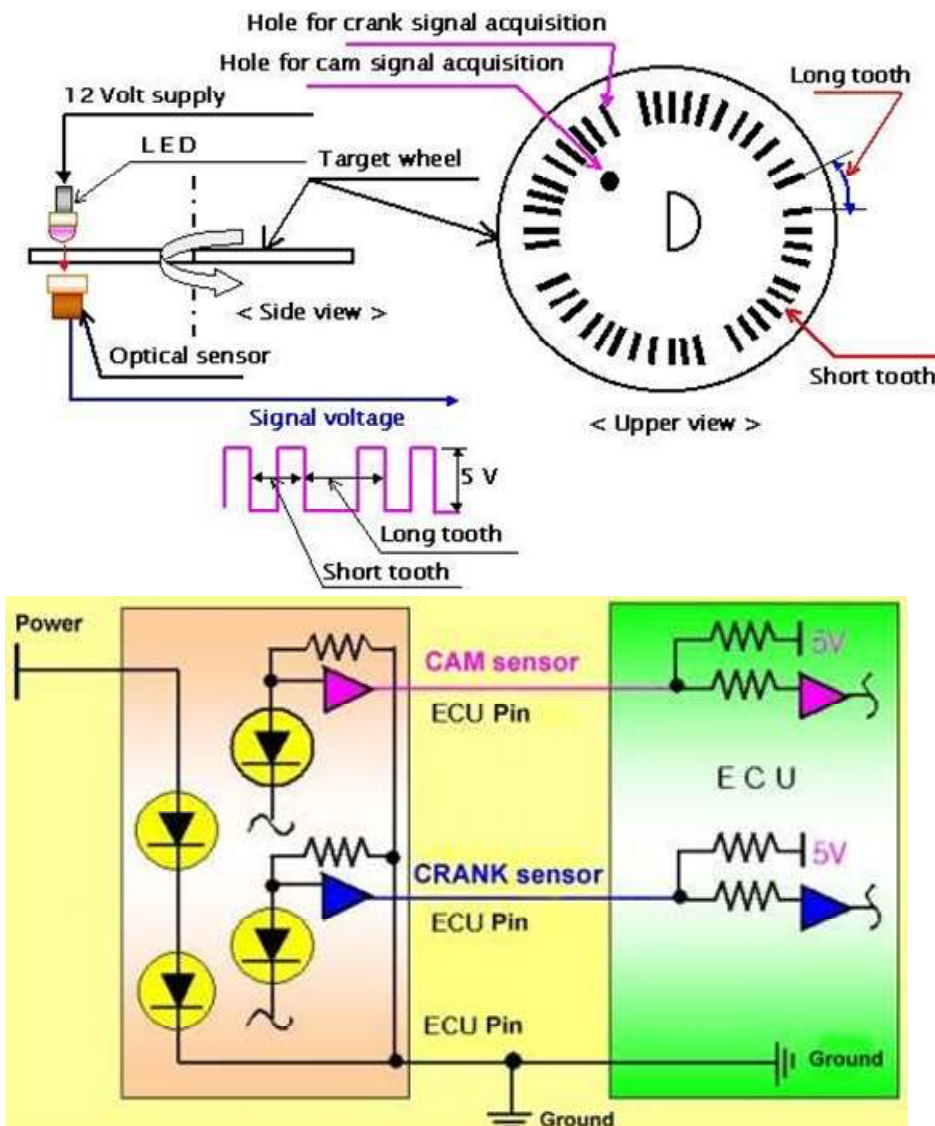 Hole for crank signal acquisition
Hole for cam signal acquisition
Long tooth
12 Volt supply
LED
Target wheel
< Side view >
Optical sensor
Short tooth
< Upper view >
Signal voltage
5 V
Long tooth
Short tooth
Power
CAM sensor
5V
ECU Pin
ECU
CRANK sensor
5V
ECU Pin
ECU Pin
Ground
Ground